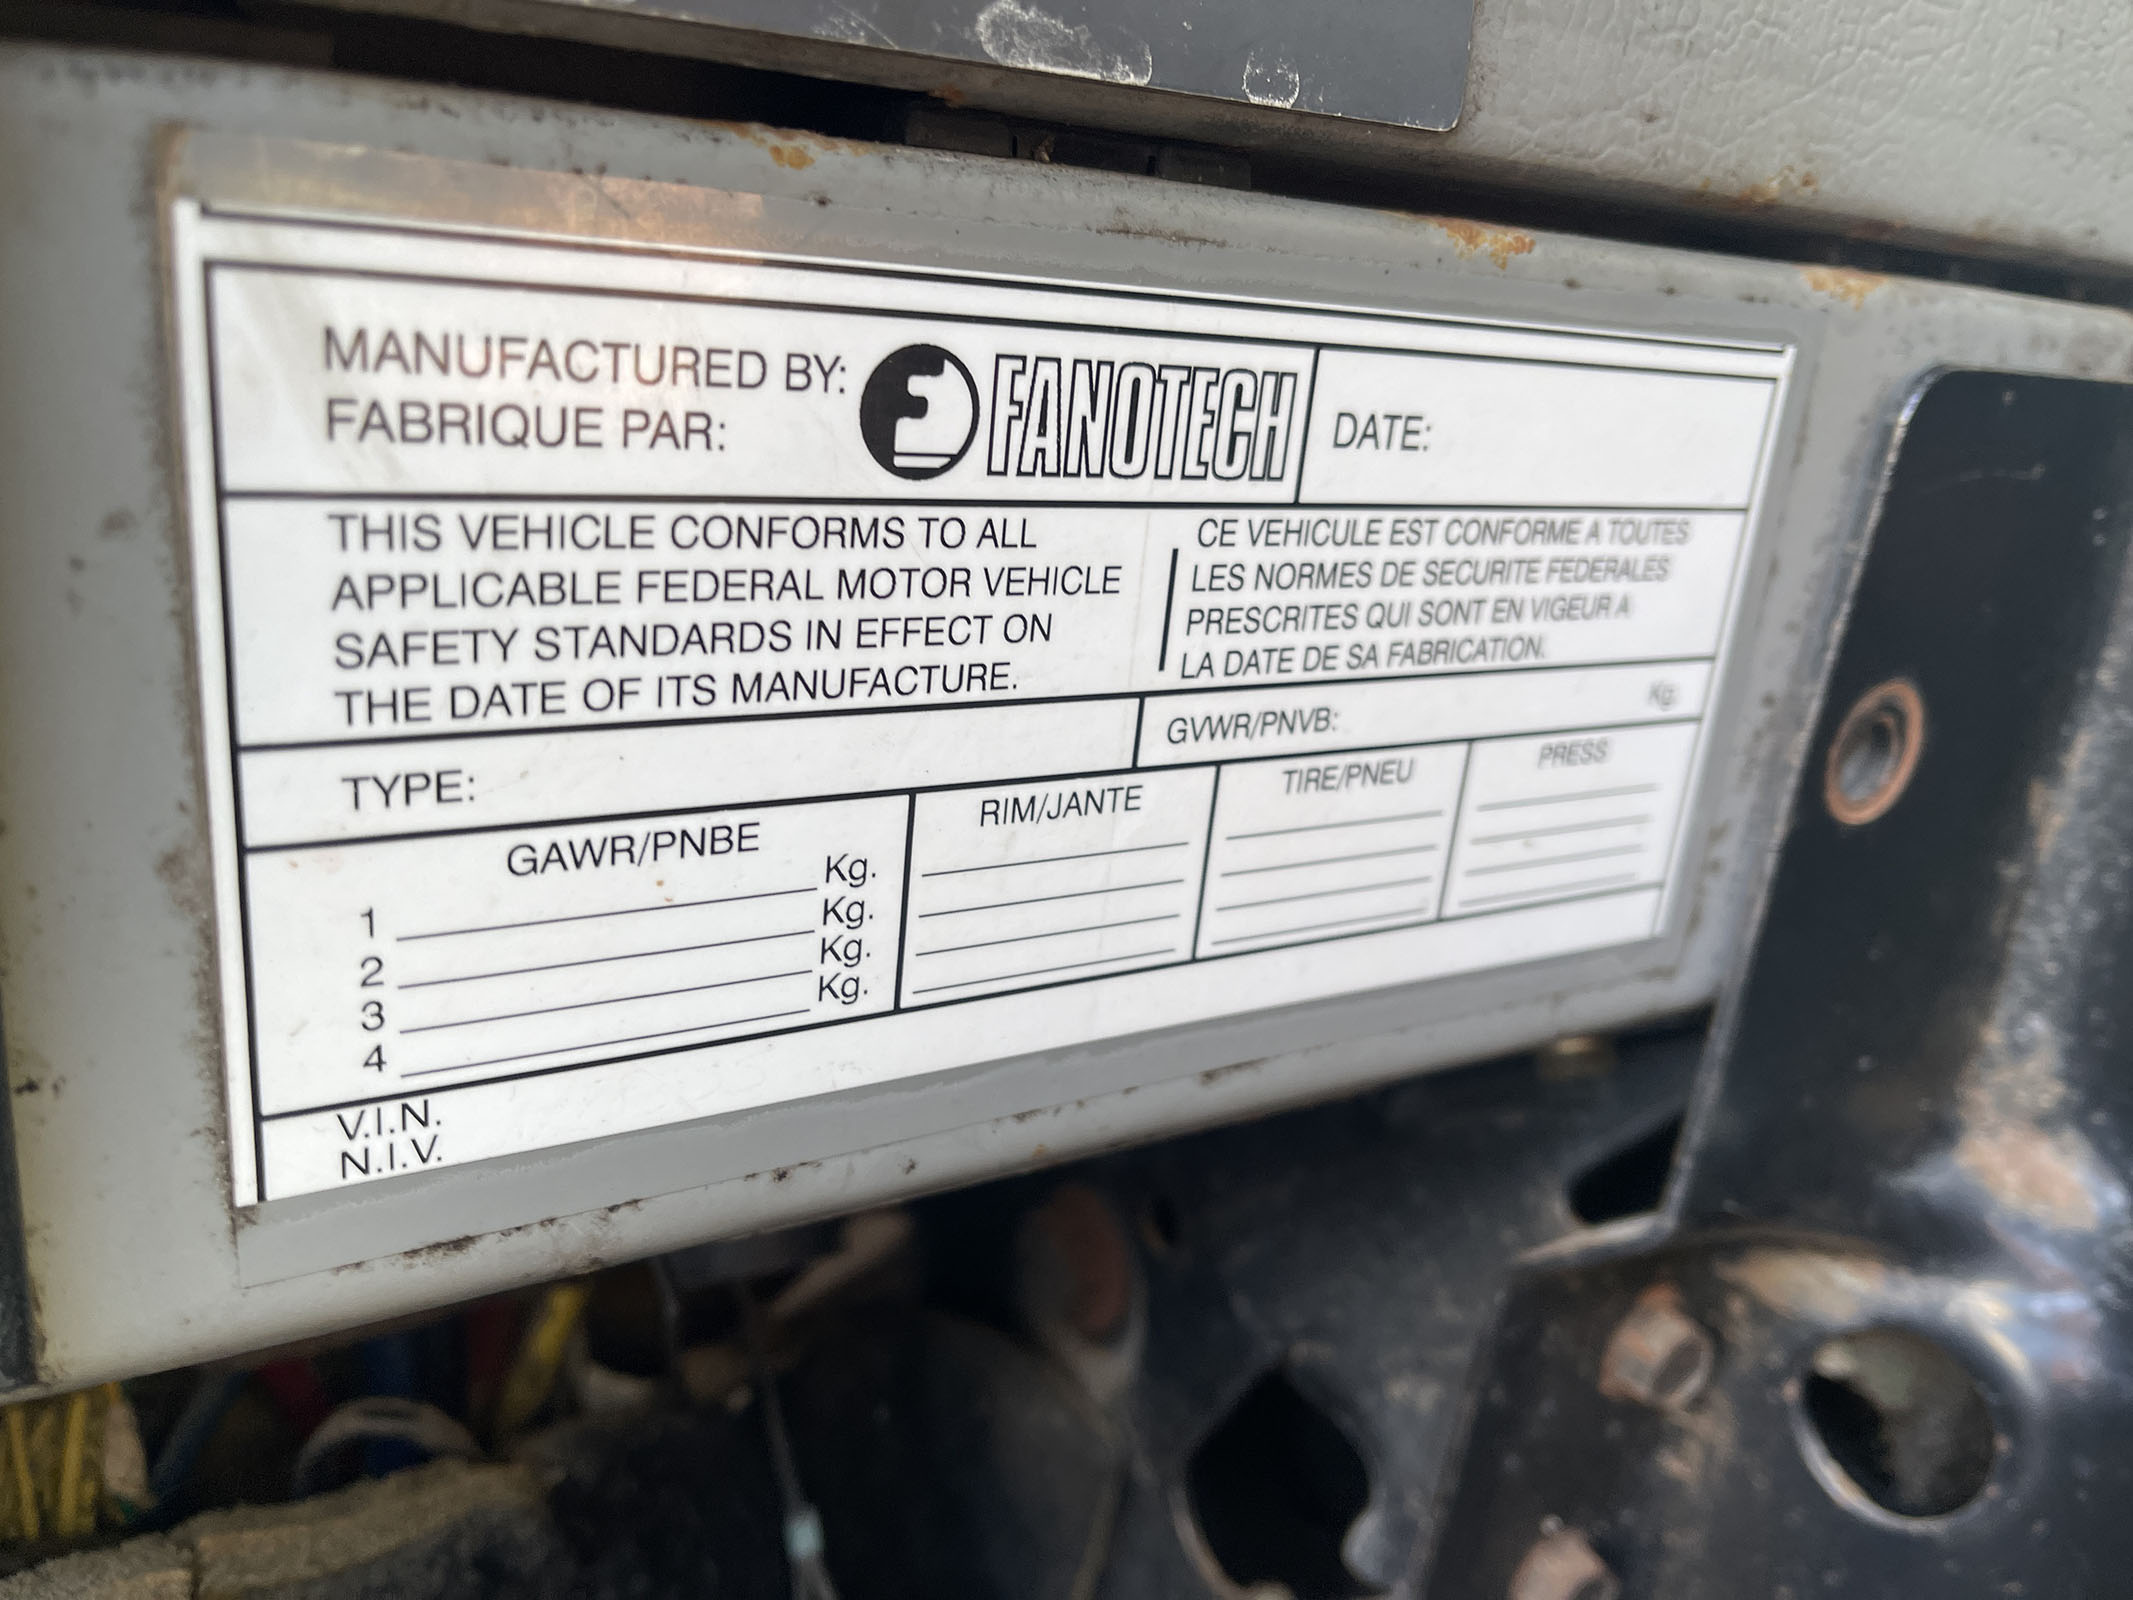 MANUFACTURED BY:
FABRIQUE PAR:
FANOTECH
DATE:
THIS VEHICLE CONFORMS TO ALL
APPLICABLE FEDERAL MOTOR VEHICLE
SAFETY STANDARDS IN EFFECT ON
THE DATE OF ITS MANUFACTURE.
CE VEHICULE EST CONFORME A TOUTES
LES NORMES DE SECURITE FEDERALES
PRESCRITES QUI SONT EN VIGEUR A
LA DATE DE SA FABRICATION.
TYPE:
GVWR/PNVB: Kg.
GAWR/PNBE
RIM/JANTE
TIRE/PNEU
PRESS
1 Kg.
2 Kg.
3 Kg.
4 Kg.
V.I.N.
N.I.V.